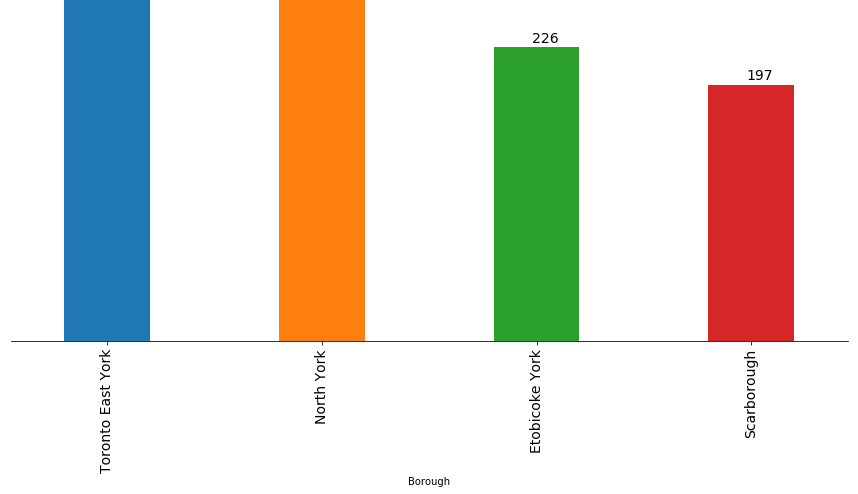 226
197
Toronto East York
North York
Etobicoke York
Scarborough
Borough